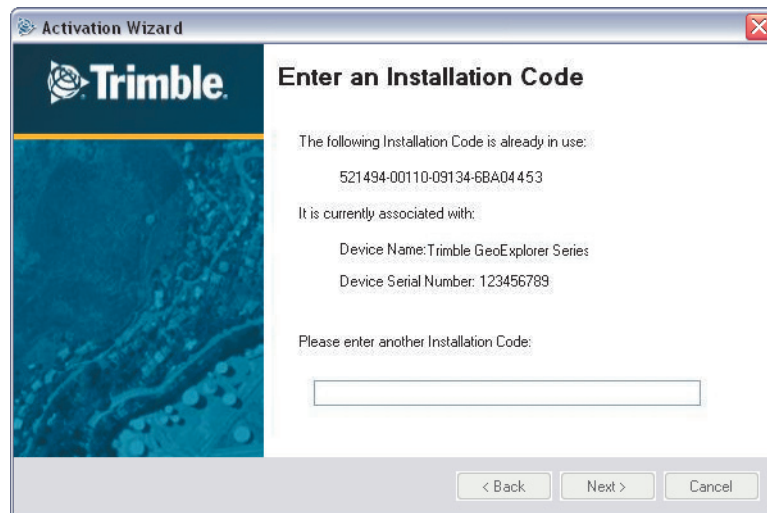 Activation Wizard
Trimble.
Enter an Installation Code
The following Installation Code is already in use:
521494-00110-09134-6BA04453
It is currently associated with:
Device Name:Trimble GeoExplorer Series
Device Serial Number: 123456789
Please enter another Installation Code:
< Back
Next >
Cancel